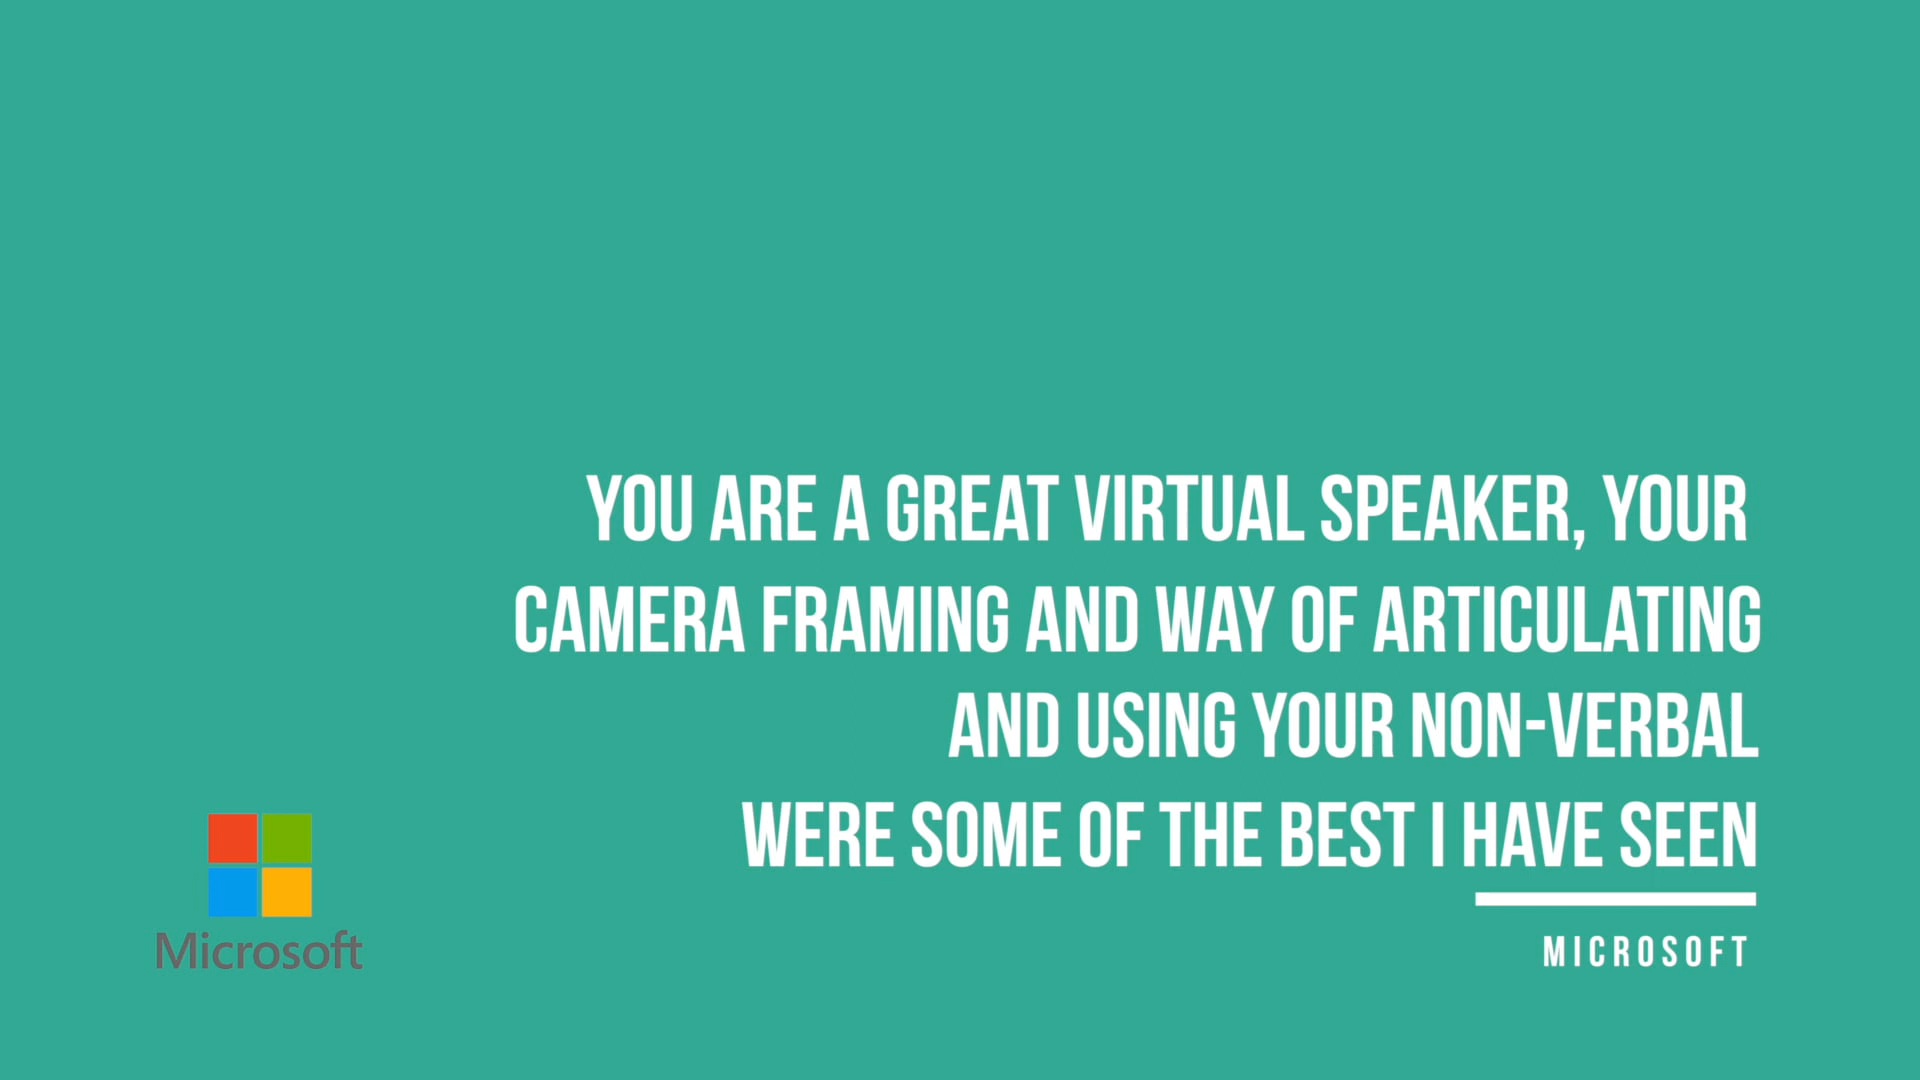 YOU ARE A GREAT VIRTUAL SPEAKER, YOUR
CAMERA FRAMING AND WAY OF ARTICULATING
AND USING YOUR NON-VERBAL
WERE SOME OF THE BEST I HAVE SEEN
MICROSOFT
Microsoft